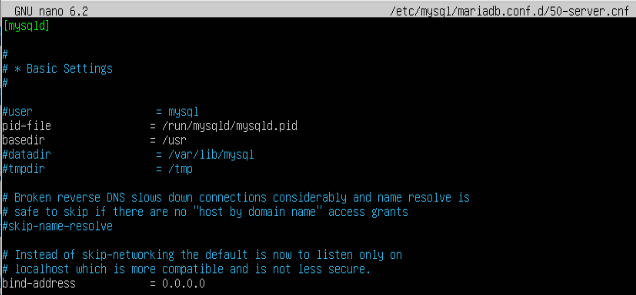 GNU nano 6.2 /etc/mysql/mariadb.conf.d/50-server.cnf
[mysqld]
#
# * Basic Settings
#
#user = mysql
pid-file = /run/mysqld/mysqld.pid
basedir = /usr
#datadir = /var/lib/mysql
#tmpdir = /tmp
# Broken reverse DNS slows down connections considerably and name resolve is
# safe to skip if there are no "host by domain name" access grants
#skip-name-resolve
# Instead of skip-networking the default is now to listen only on
# localhost which is more compatible and is not less secure.
bind-address = 0.0.0.0